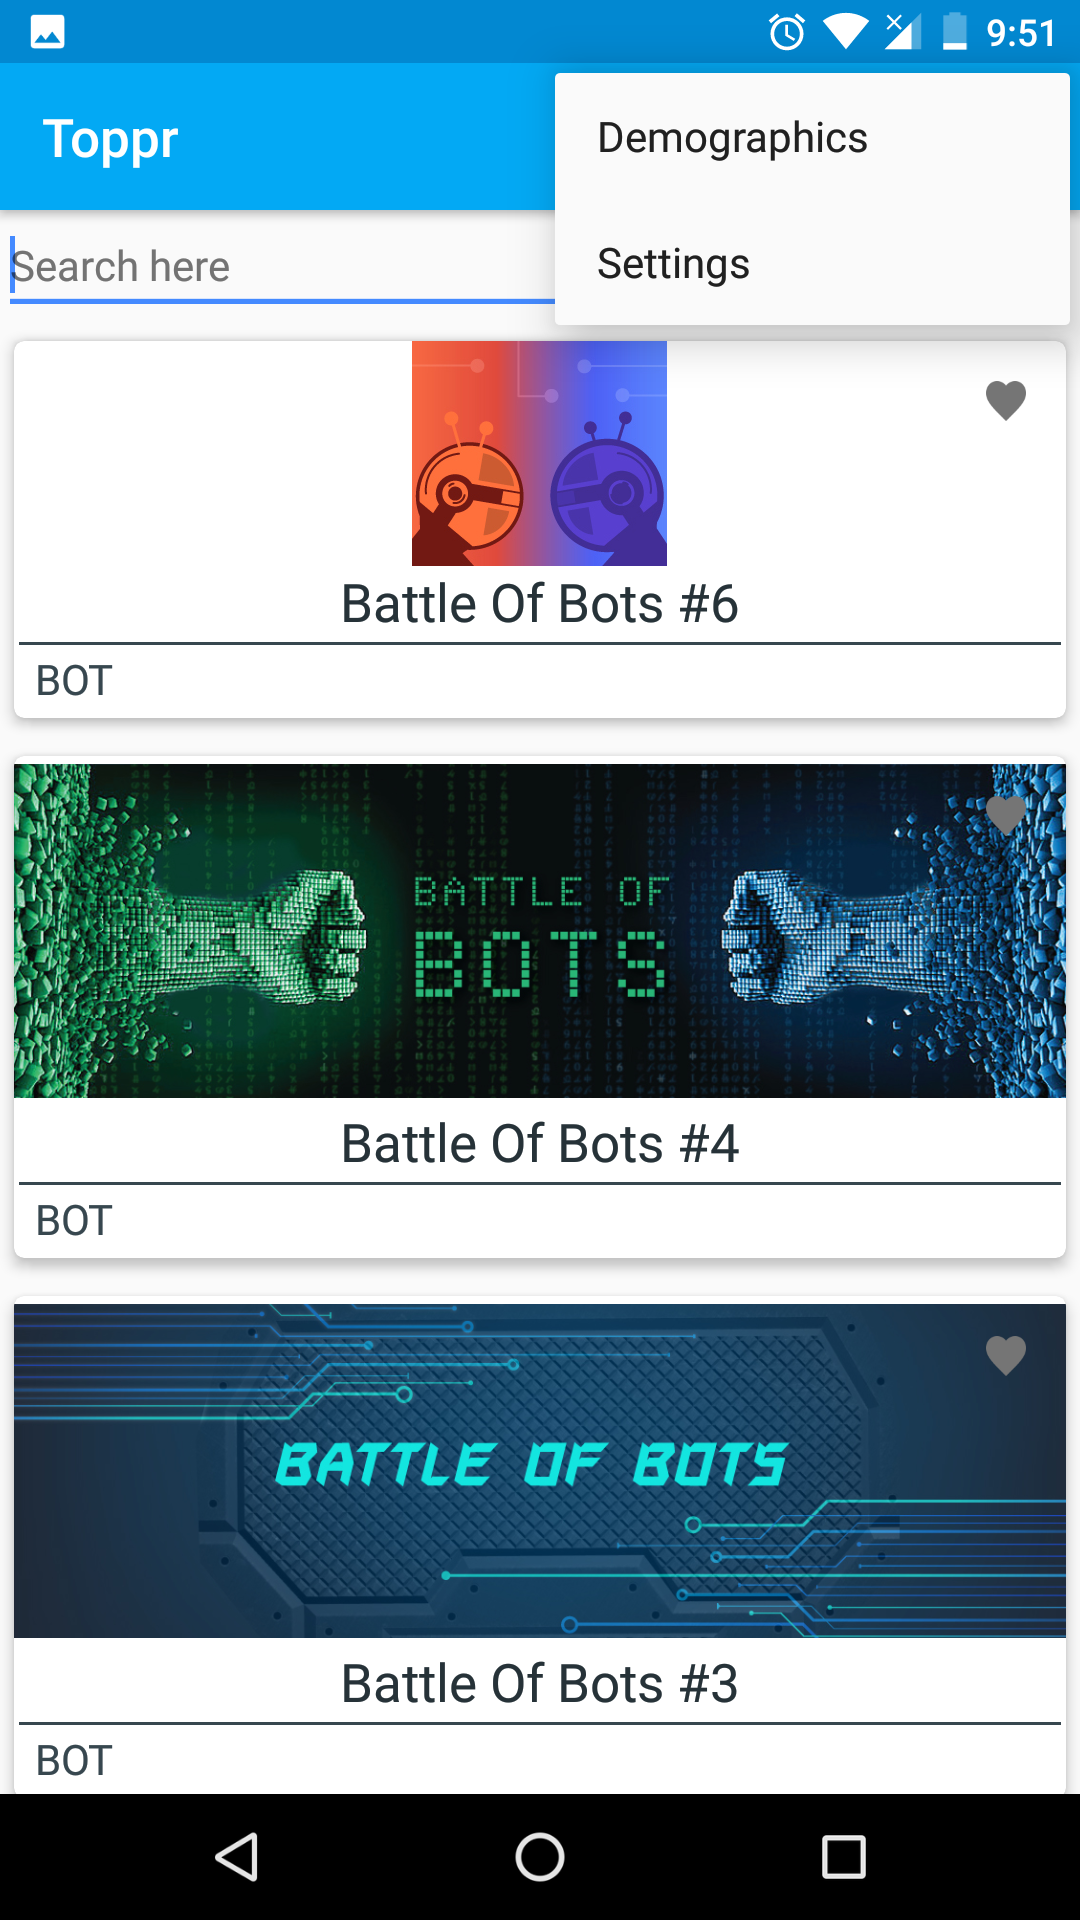 9:51
Toppr
Demographics
Search here
Settings
Battle Of Bots #6
BOT
BATTLE OF
BOTS
Battle Of Bots #4
BOT
BATTLE OF BOTS
Battle Of Bots #3
BOT